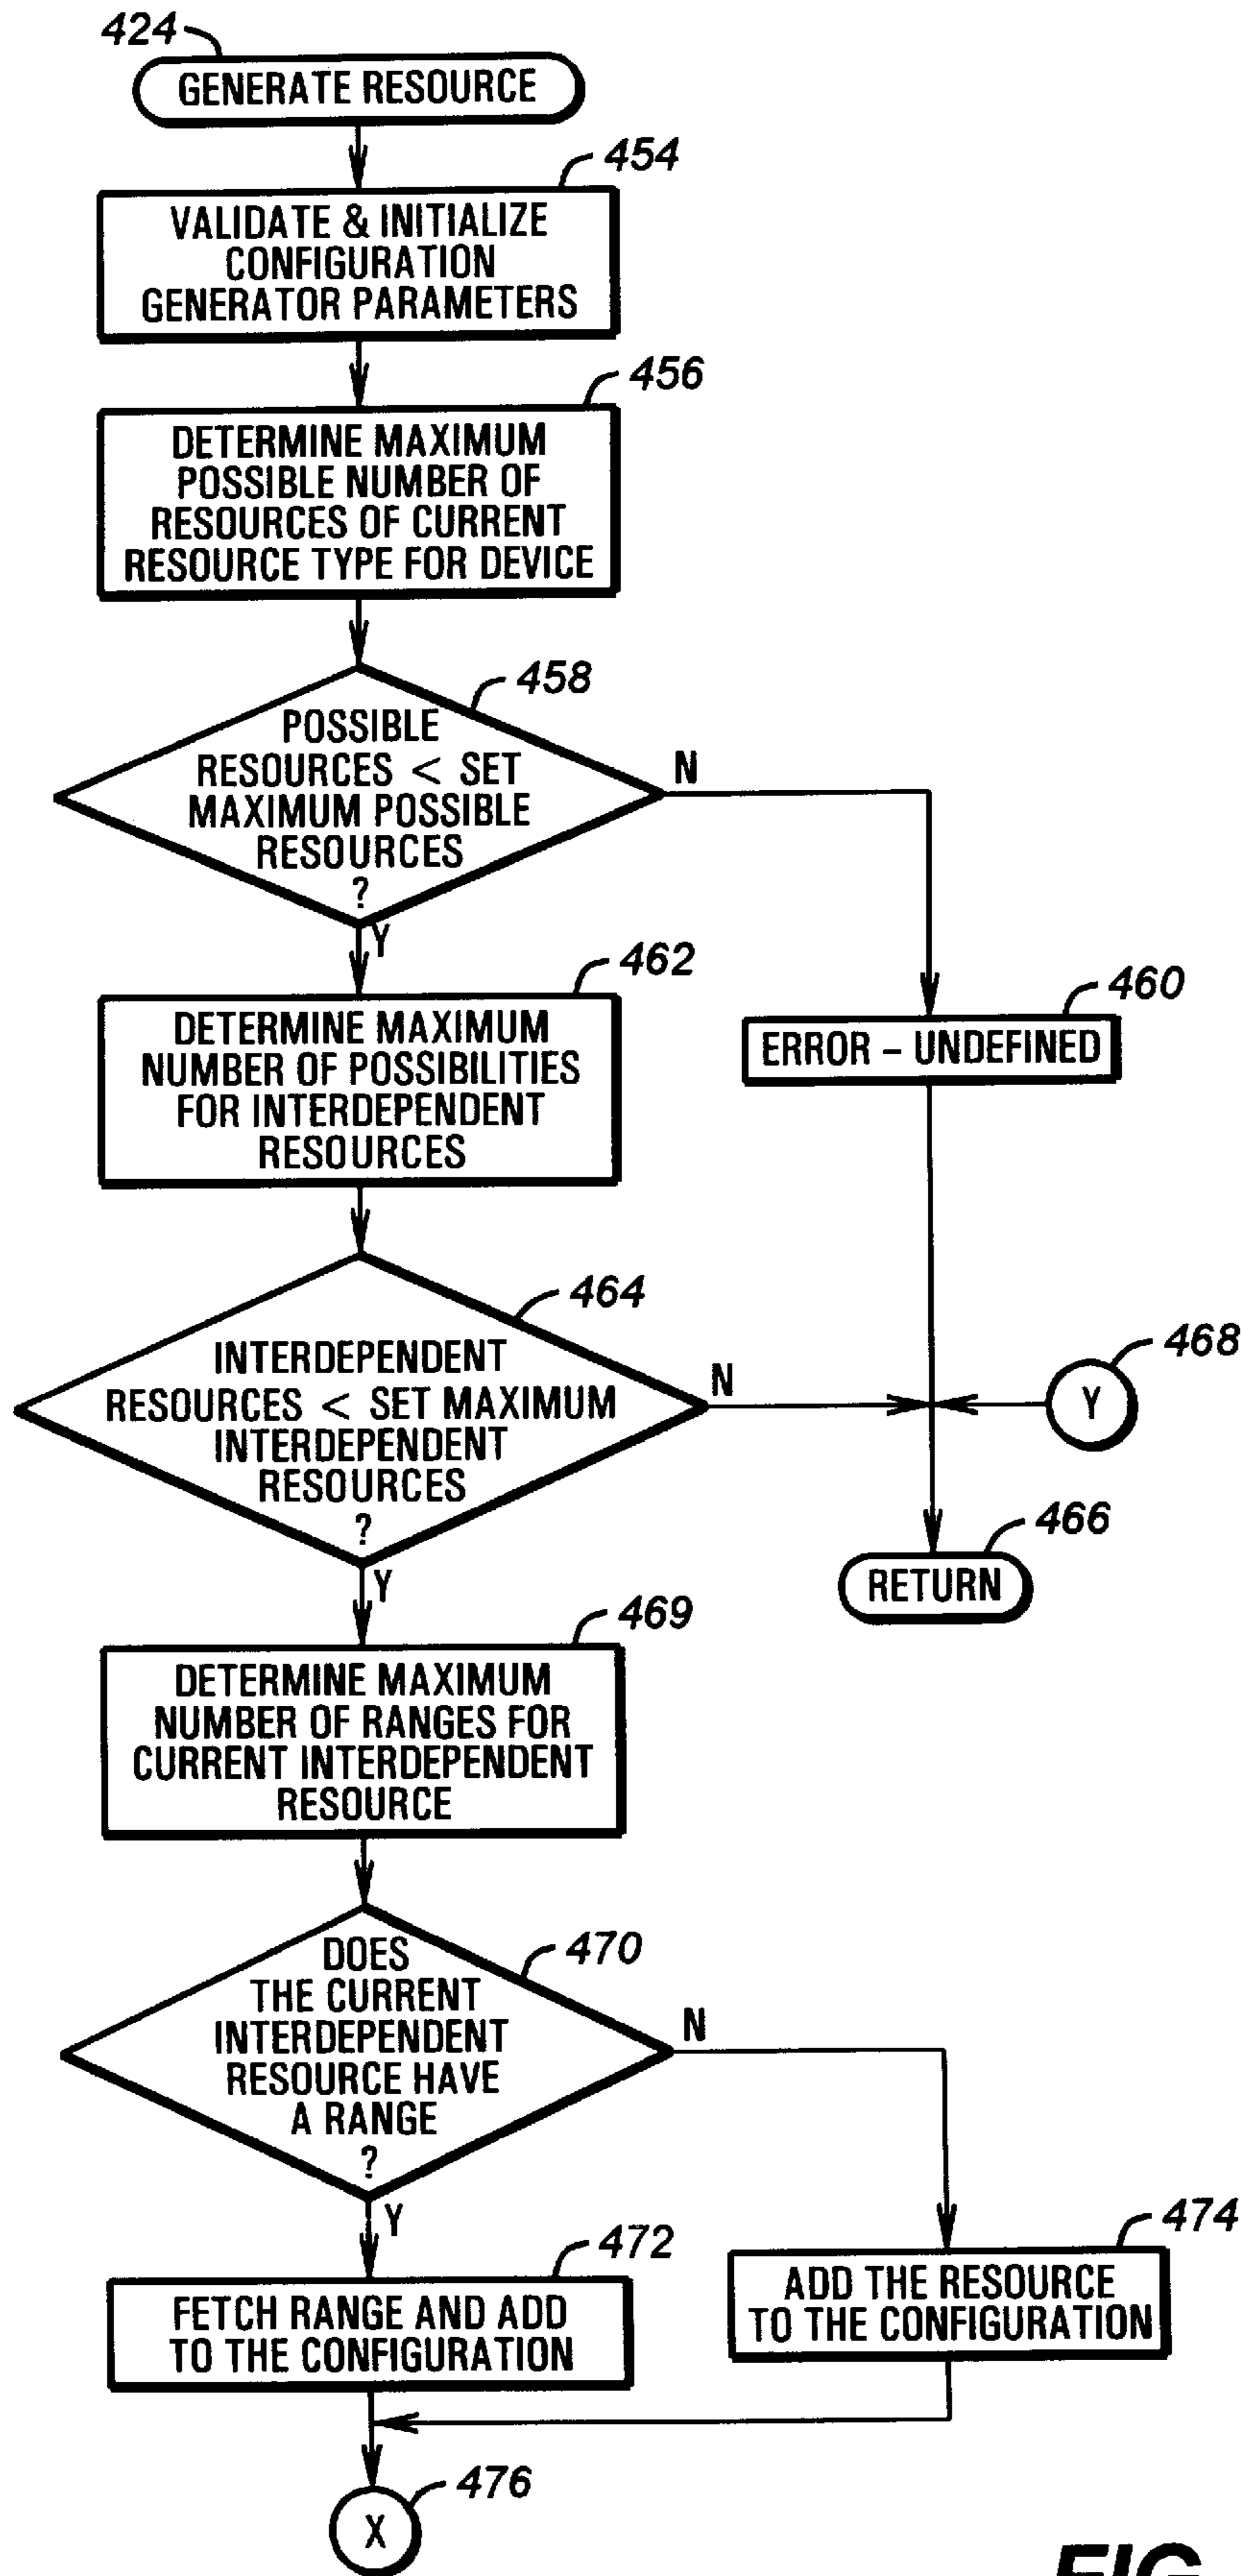 424
GENERATE RESOURCE
454
VALIDATE & INITIALIZE
CONFIGURATION
GENERATOR PARAMETERS
456
DETERMINE MAXIMUM
POSSIBLE NUMBER OF
RESOURCES OF CURRENT
RESOURCE TYPE FOR DEVICE
458
POSSIBLE
RESOURCES < SET
MAXIMUM POSSIBLE
RESOURCES
?
N
Y
462
DETERMINE MAXIMUM
NUMBER OF POSSIBILITIES
FOR INTERDEPENDENT
RESOURCES
460
ERROR – UNDEFINED
464
INTERDEPENDENT
RESOURCES < SET MAXIMUM
INTERDEPENDENT
RESOURCES
?
N
Y
468
Y
466
RETURN
469
DETERMINE MAXIMUM
NUMBER OF RANGES FOR
CURRENT INTERDEPENDENT
RESOURCE
470
DOES
THE CURRENT
INTERDEPENDENT
RESOURCE HAVE
A RANGE
?
N
Y
472
FETCH RANGE AND ADD
TO THE CONFIGURATION
474
ADD THE RESOURCE
TO THE CONFIGURATION
476
X
FIG